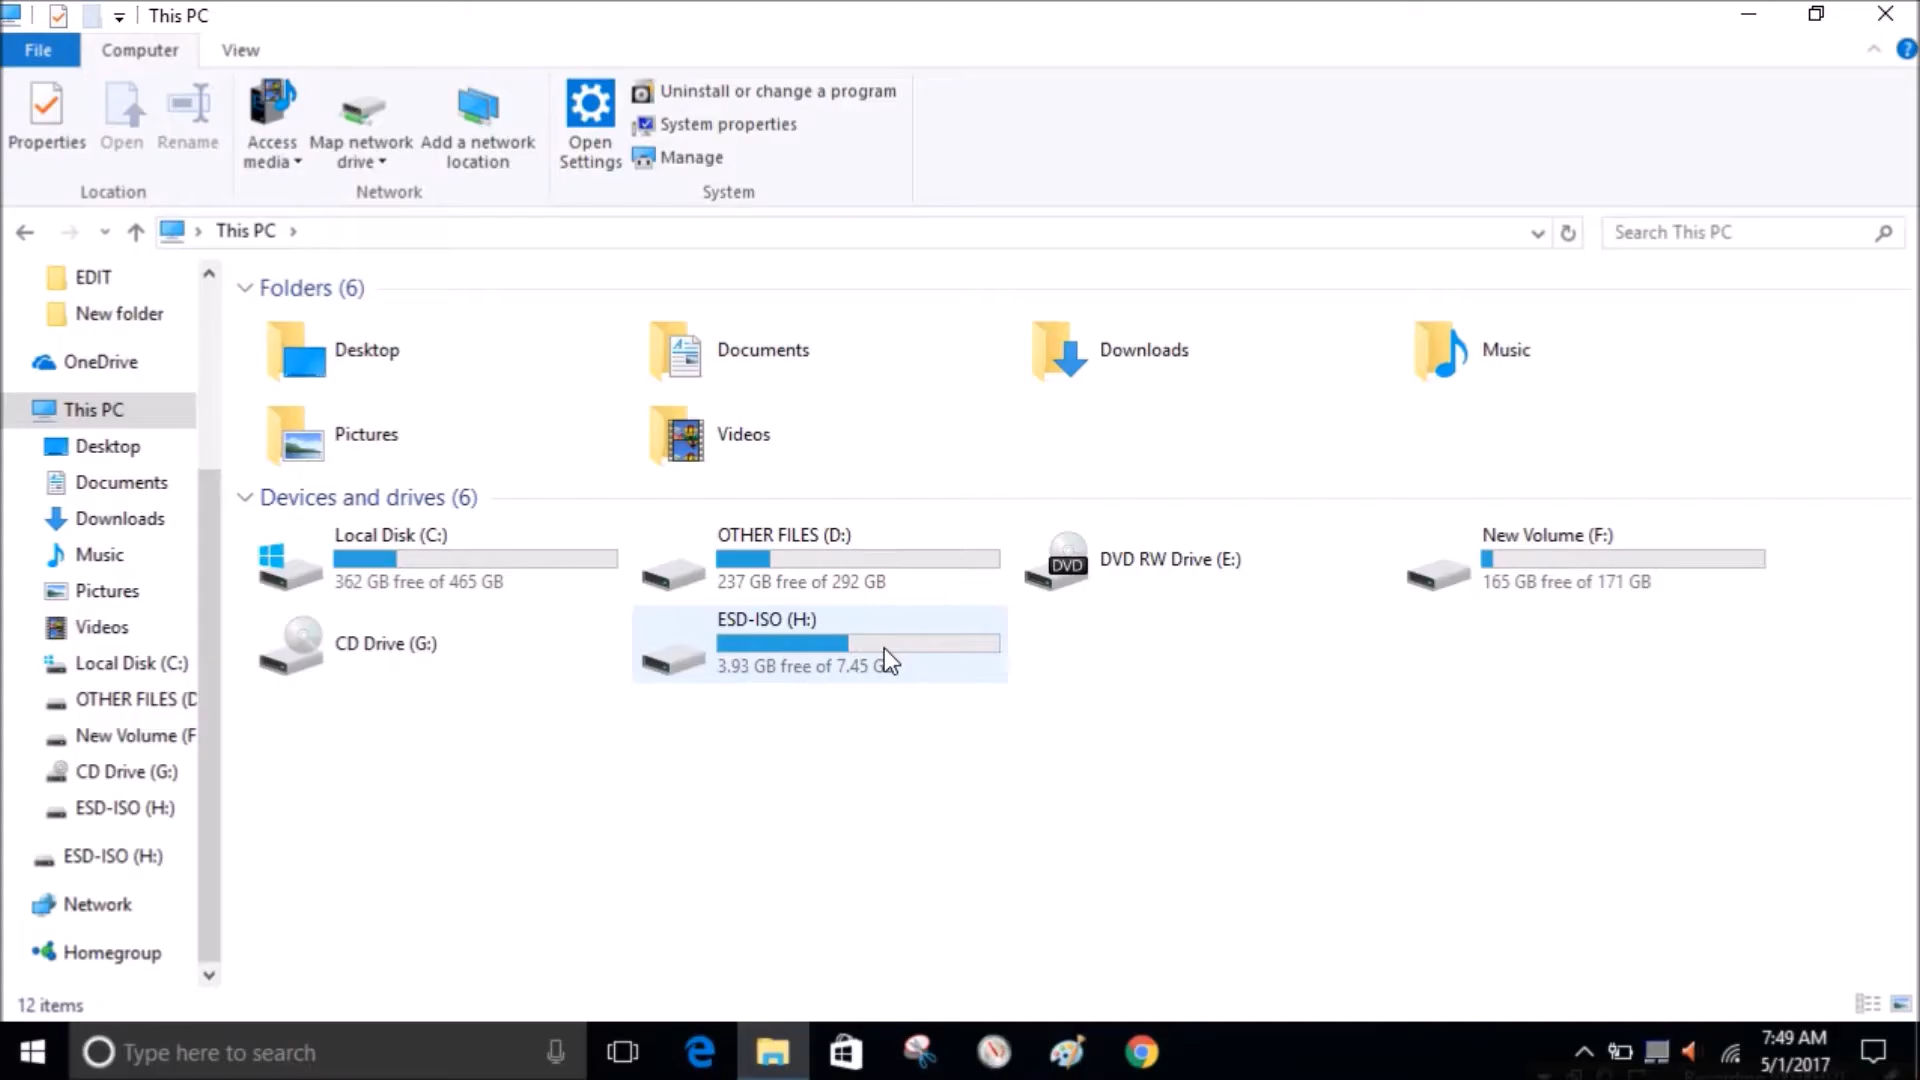 This PC
File
Computer
View
Properties
Open
Rename
Access media
Map network drive
Add a network location
Open Settings
Uninstall or change a program
System properties
Manage
Location
Network
System
This PC
Search This PC
EDIT
New folder
OneDrive
This PC
Desktop
Documents
Downloads
Music
Pictures
Videos
Local Disk (C:)
OTHER FILES (D
New Volume (F
CD Drive (G:)
ESD-ISO (H:)
ESD-ISO (H:)
Network
Homegroup
Folders (6)
Desktop
Documents
Downloads
Music
Pictures
Videos
Devices and drives (6)
Local Disk (C:)
362 GB free of 465 GB
OTHER FILES (D:)
237 GB free of 292 GB
DVD
DVD RW Drive (E:)
New Volume (F:)
165 GB free of 171 GB
CD Drive (G:)
ESD-ISO (H:)
3.93 GB free of 7.45 G
12 items
Type here to search
7:49 AM
5/1/2017